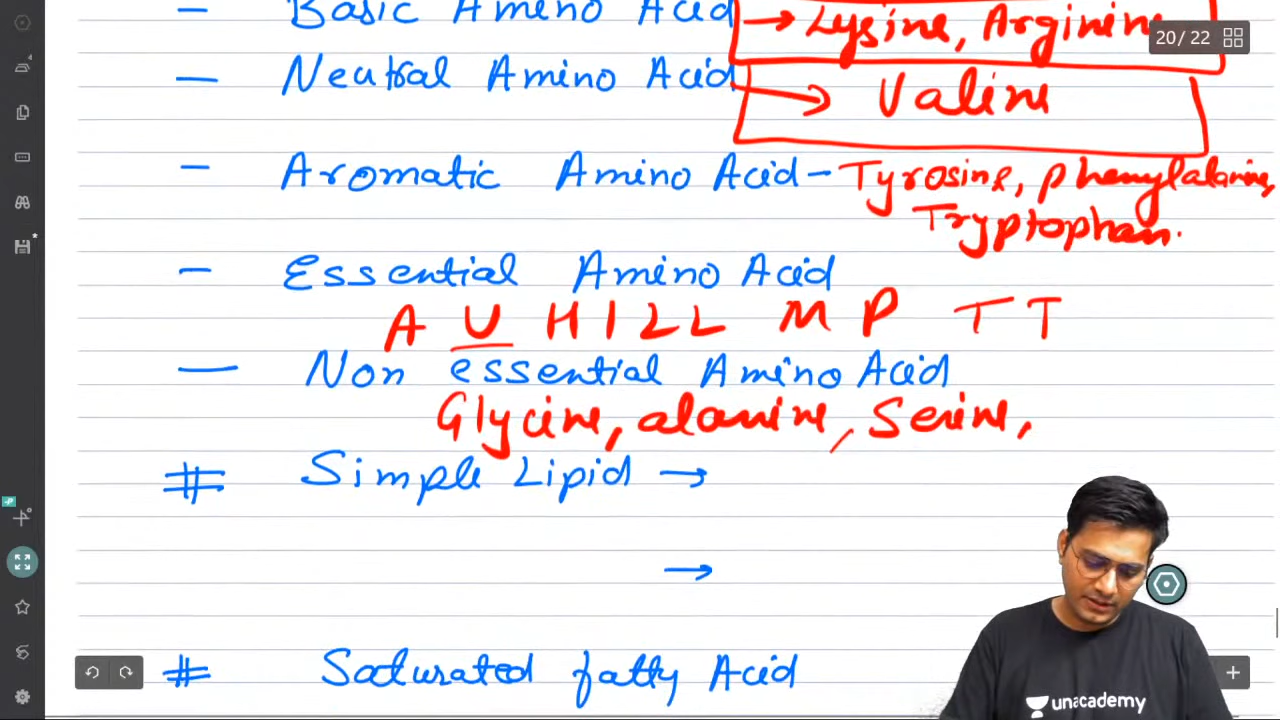 - Basic Amino Acid → Lysine, Arginine
20 / 22
- Neutral Amino Acid → Valine
- Aromatic Amino Acid - Tyrosine, phenylalanine,
Tryptophan.
- Essential Amino Acid
A V H I L L M P T T
- Non essential Amino Acid
Glycine, alanine, Serine,
# Simple Lipid →
→
# Saturated fatty Acid
unacademy